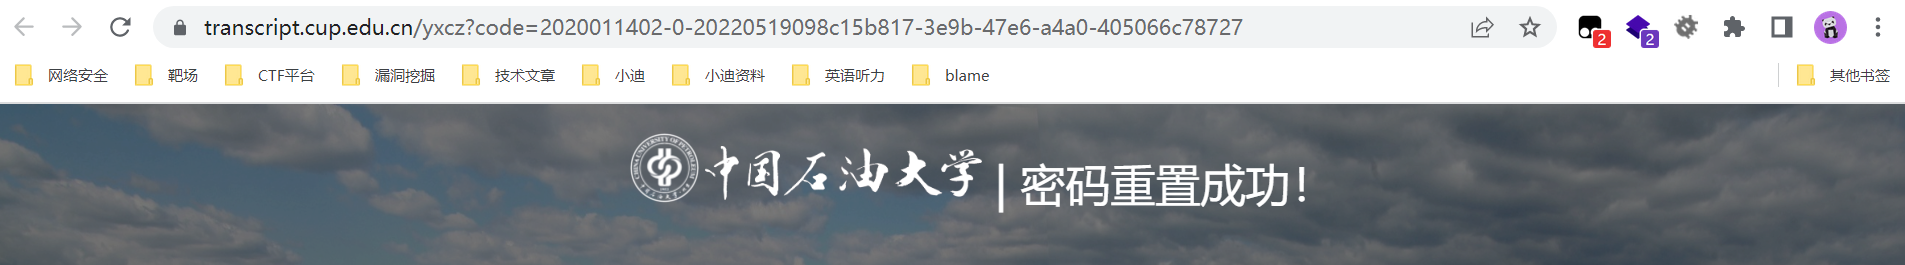 transcript.cup.edu.cn/yxcz?code=2020011402-0-20220519098c15b817-3e9b-47e6-a4a0-405066c78727
2 2
网络安全 靶场 CTF平台 漏洞挖掘 技术文章 小迪 小迪资料 英语听力 blame 其他书签
中国石油大学 | 密码重置成功!